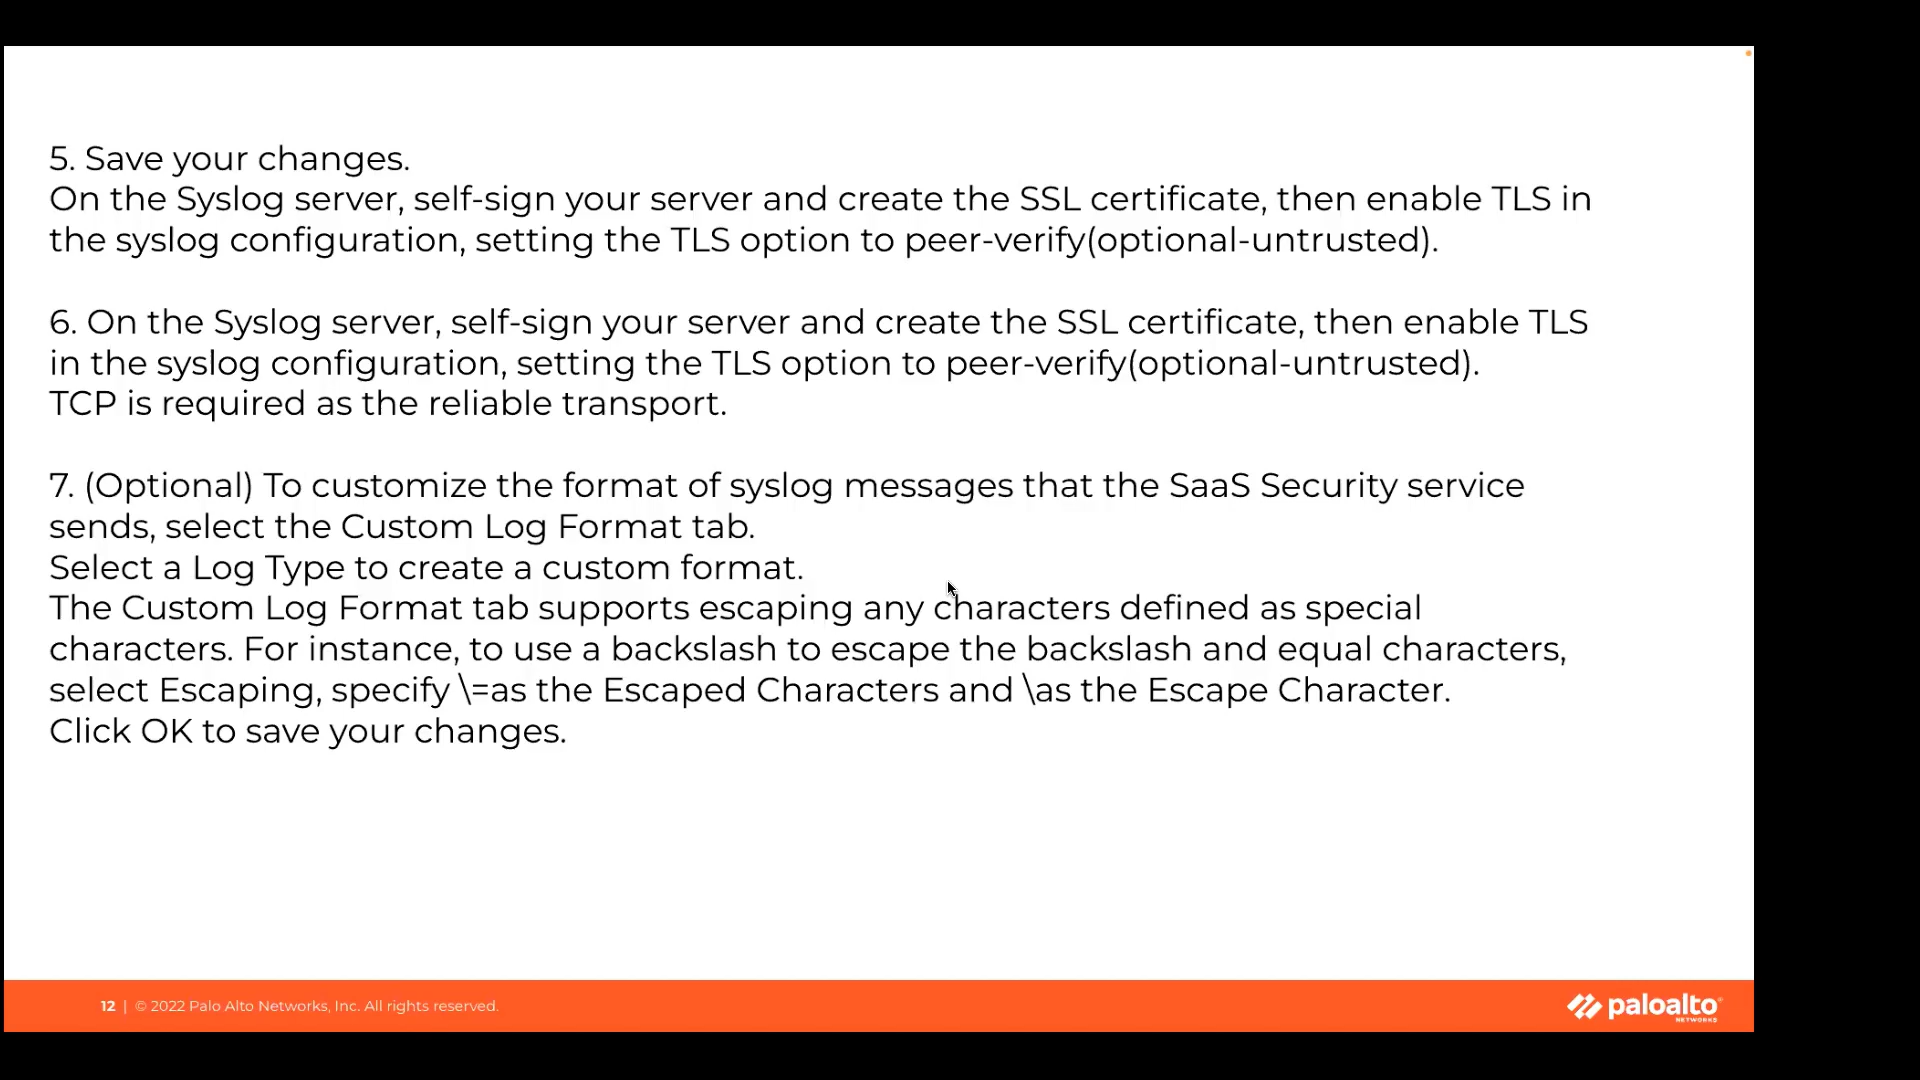 5. Save your changes.
On the Syslog server, self-sign your server and create the SSL certificate, then enable TLS in
the syslog configuration, setting the TLS option to peer-verify(optional-untrusted).
6. On the Syslog server, self-sign your server and create the SSL certificate, then enable TLS
in the syslog configuration, setting the TLS option to peer-verify(optional-untrusted).
TCP is required as the reliable transport.
7. (Optional) To customize the format of syslog messages that the SaaS Security service
sends, select the Custom Log Format tab.
Select a Log Type to create a custom format.
The Custom Log Format tab supports escaping any characters defined as special
characters. For instance, to use a backslash to escape the backslash and equal characters,
select Escaping, specify \=as the Escaped Characters and \as the Escape Character.
Click OK to save your changes.
12 | © 2022 Palo Alto Networks, Inc. All rights reserved.
paloalto
NETWORKS